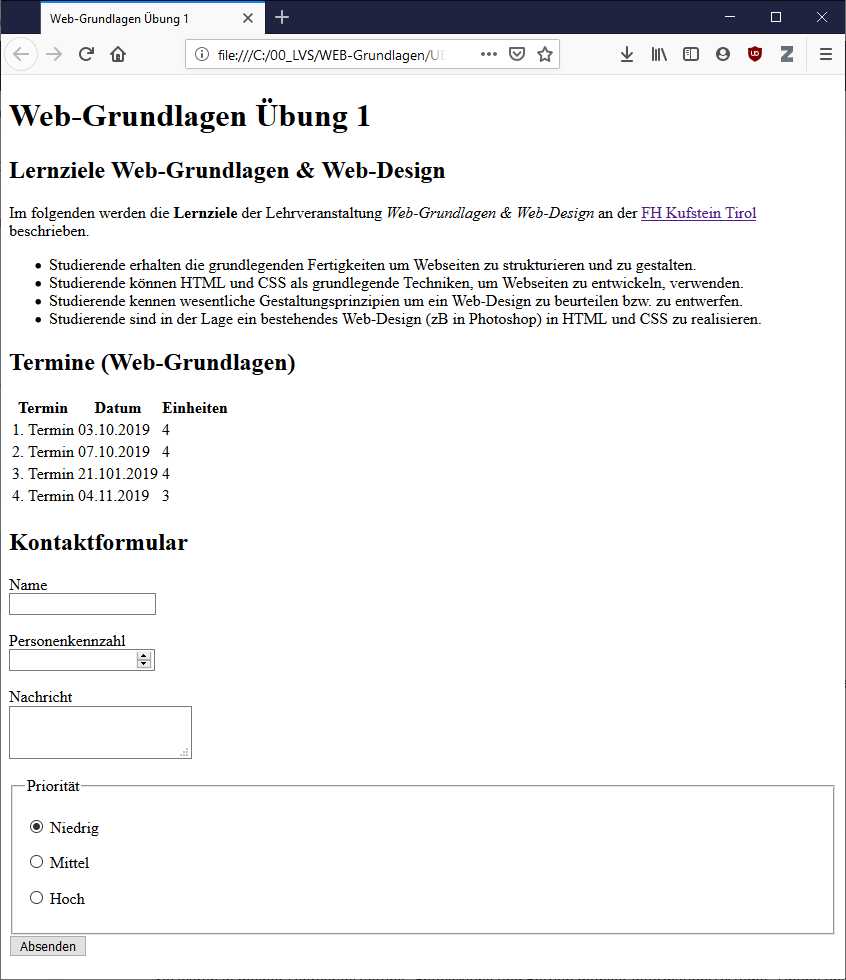 Web-Grundlagen Übung 1
file:///C:/00_LVS/WEB-Grundlagen/UE
Web-Grundlagen Übung 1
Lernziele Web-Grundlagen & Web-Design
Im folgenden werden die Lernziele der Lehrveranstaltung Web-Grundlagen & Web-Design an der FH Kufstein Tirol
beschrieben.
• Studierende erhalten die grundlegenden Fertigkeiten um Webseiten zu strukturieren und zu gestalten.
• Studierende können HTML und CSS als grundlegende Techniken, um Webseiten zu entwickeln, verwenden.
• Studierende kennen wesentliche Gestaltungsprinzipien um ein Web-Design zu beurteilen bzw. zu entwerfen.
• Studierende sind in der Lage ein bestehendes Web-Design (zB in Photoshop) in HTML und CSS zu realisieren.
Termine (Web-Grundlagen)
Termin Datum Einheiten
1. Termin 03.10.2019 4
2. Termin 07.10.2019 4
3. Termin 21.101.2019 4
4. Termin 04.11.2019 3
Kontaktformular
Name
Personenkennzahl
Nachricht
Priorität
Niedrig
Mittel
Hoch
Absenden